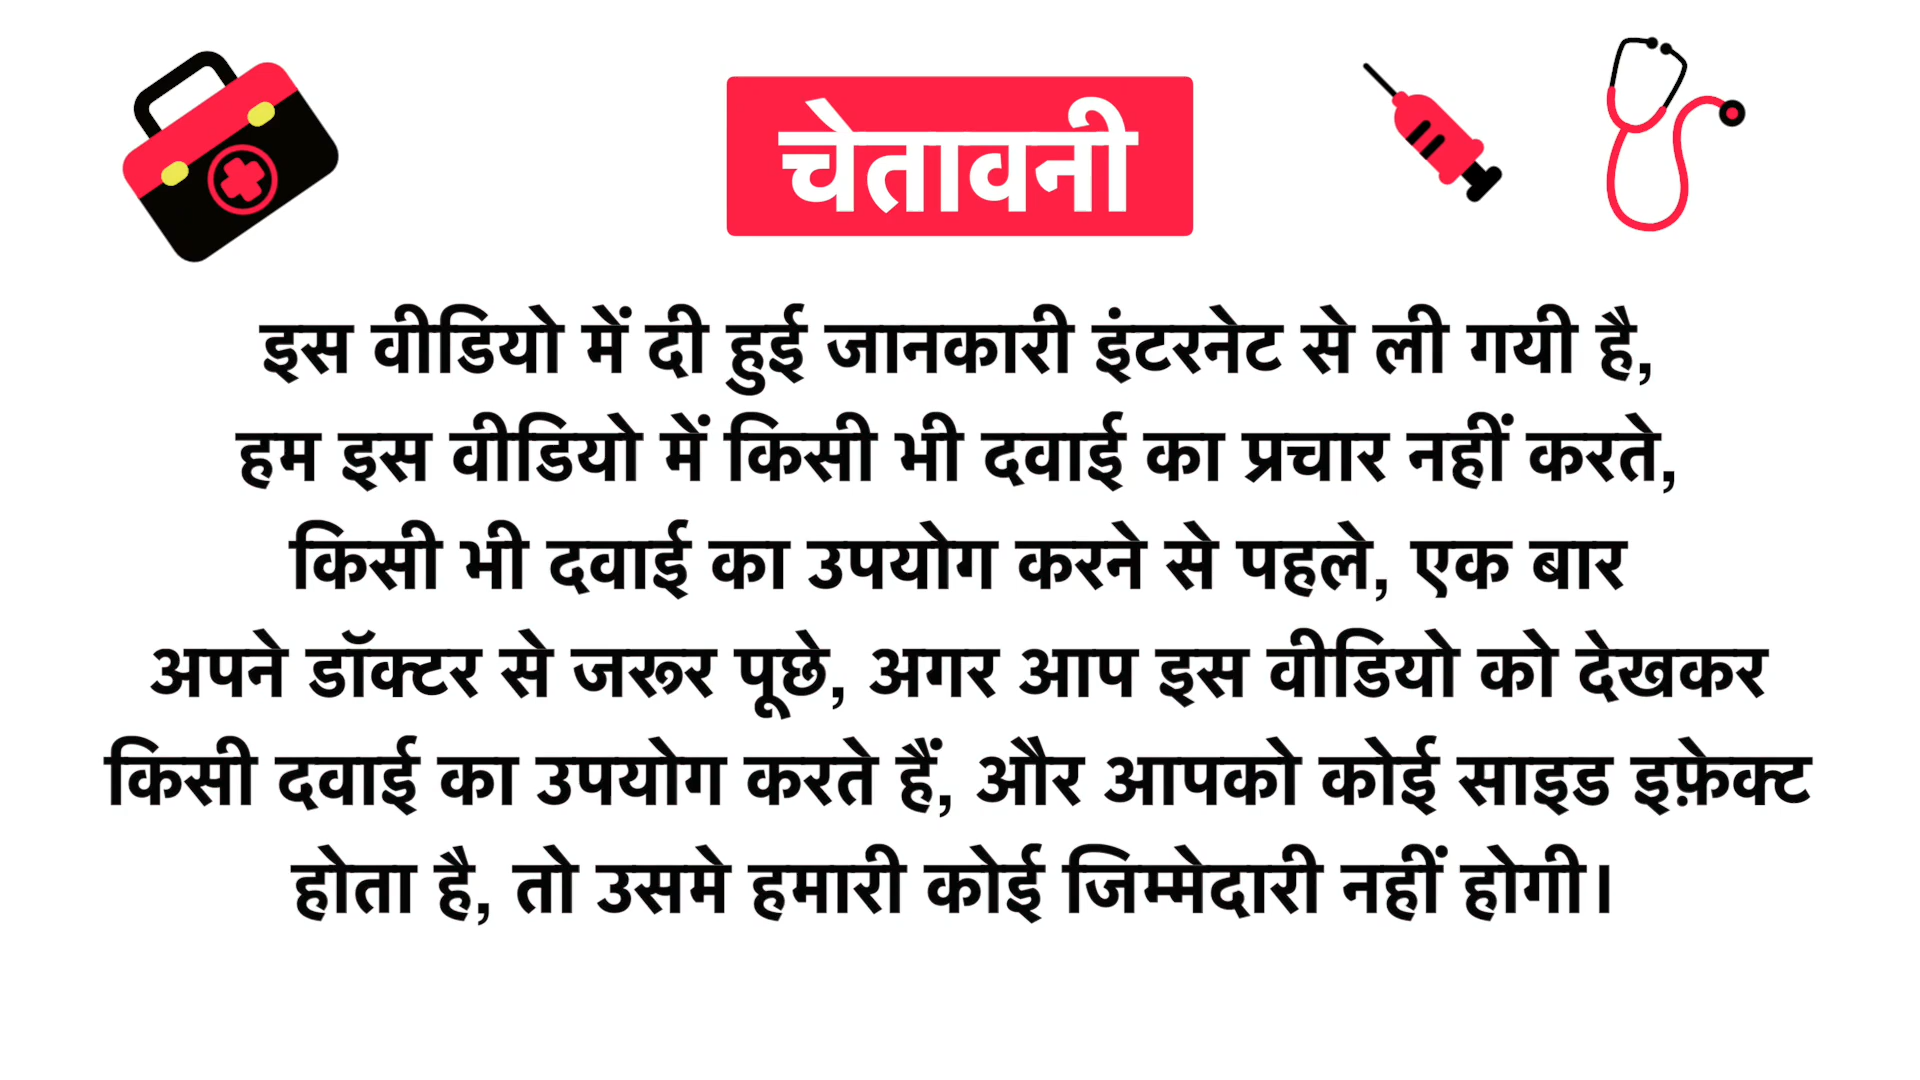 चेतावनी
इस वीडियो में दी हुई जानकारी इंटरनेट से ली गयी है,
हम इस वीडियो में किसी भी दवाई का प्रचार नहीं करते,
किसी भी दवाई का उपयोग करने से पहले, एक बार
अपने डॉक्टर से जरूर पूछे, अगर आप इस वीडियो को देखकर
किसी दवाई का उपयोग करते हैं, और आपको कोई साइड इफ़ेक्ट
होता है, तो उसमे हमारी कोई जिम्मेदारी नहीं होगी।